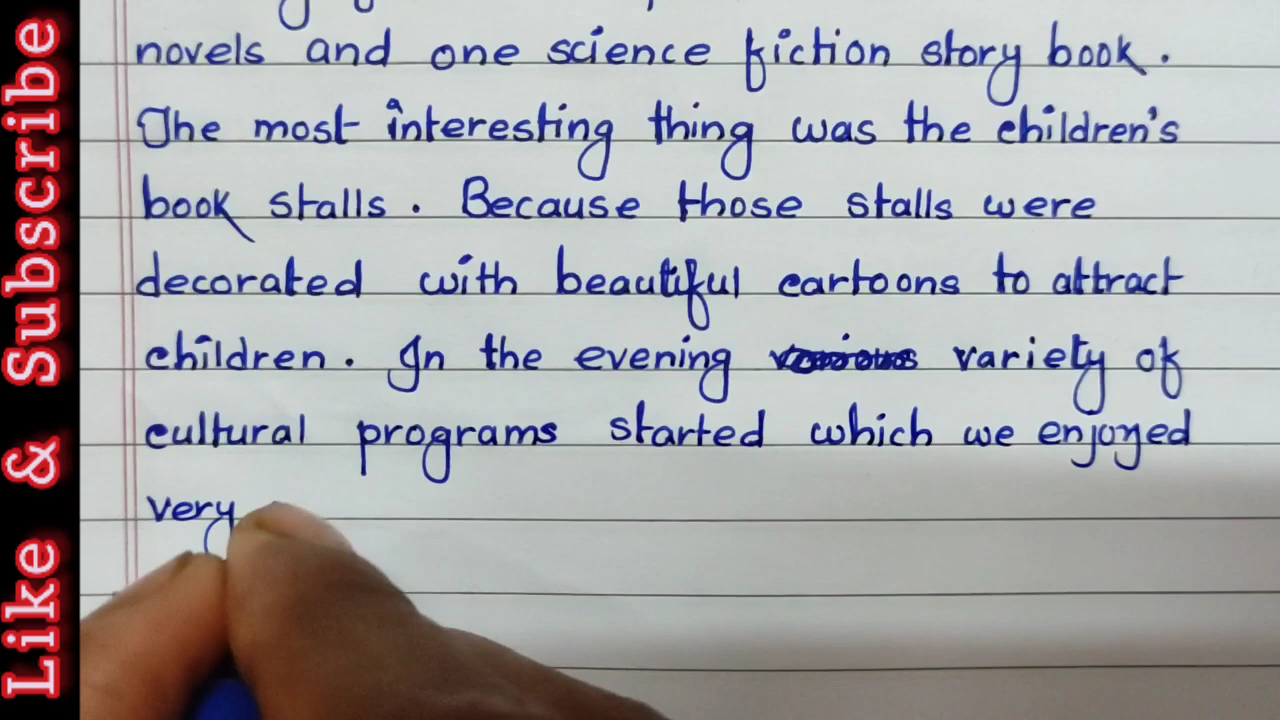 Like & Subscribe
novels and one science fiction story book.
The most interesting thing was the children's
book stalls. Because those stalls were
decorated with beautiful cartoons to attract
children. In the evening variety of
cultural programs started which we enjoyed
very